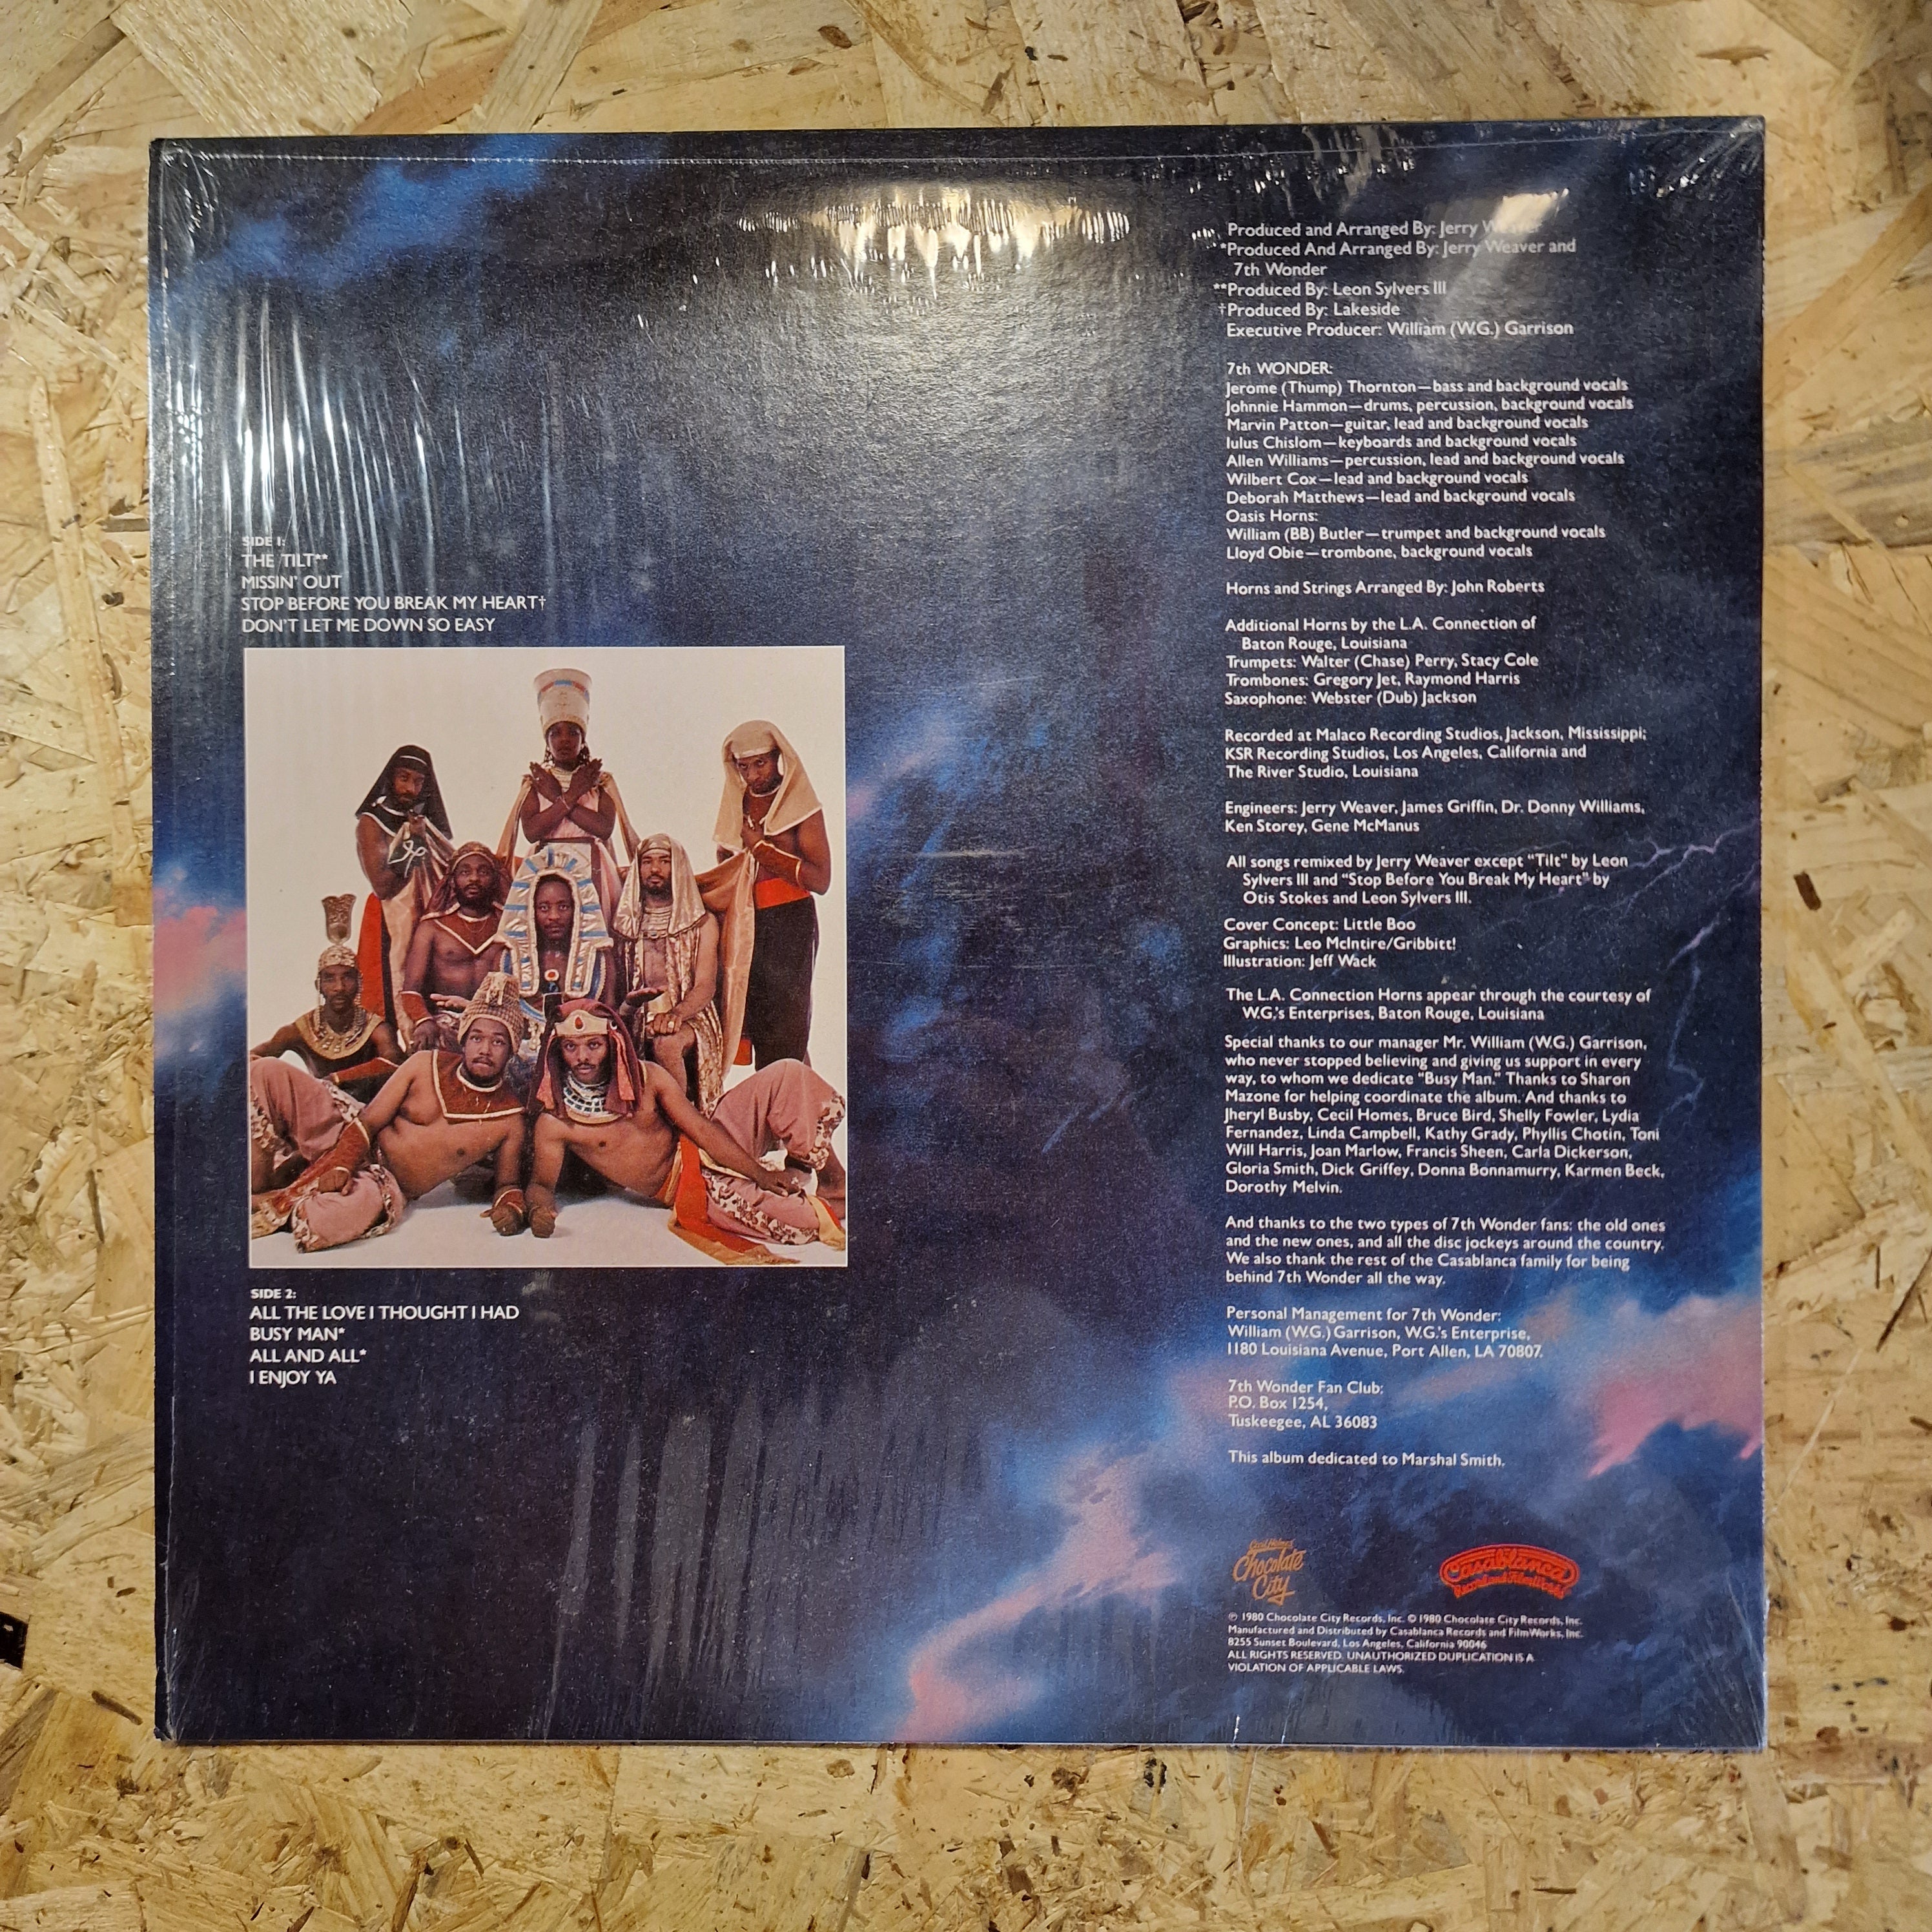 SIDE 1:
THE TILT**
MISSIN' OUT
STOP BEFORE YOU BREAK MY HEART†
DON'T LET ME DOWN SO EASY
SIDE 2:
ALL THE LOVE I THOUGHT I HAD
BUSY MAN*
ALL AND ALL*
I ENJOY YA
Produced and Arranged By: Jerry Weaver
*Produced And Arranged By: Jerry Weaver and
7th Wonder
**Produced By: Leon Sylvers III
†Produced By: Lakeside
Executive Producer: William (W.G.) Garrison
7th WONDER:
Jerome (Thump) Thornton—bass and background vocals
Johnnie Hammon—drums, percussion, background vocals
Marvin Patton—guitar, lead and background vocals
Iulus Chislom—keyboards and background vocals
Allen Williams—percussion, lead and background vocals
Wilbert Cox—lead and background vocals
Deborah Matthews—lead and background vocals
Oasis Horns:
William (BB) Butler—trumpet and background vocals
Lloyd Obie—trombone, background vocals
Horns and Strings Arranged By: John Roberts
Additional Horns by the L.A. Connection of
Baton Rouge, Louisiana
Trumpets: Walter (Chase) Perry, Stacy Cole
Trombones: Gregory Jet, Raymond Harris
Saxophone: Webster (Dub) Jackson
Recorded at Malaco Recording Studios, Jackson, Mississippi;
KSR Recording Studios, Los Angeles, California and
The River Studio, Louisiana
Engineers: Jerry Weaver, James Griffin, Dr. Donny Williams,
Ken Storey, Gene McManus
All songs remixed by Jerry Weaver except "Tilt" by Leon
Sylvers III and "Stop Before You Break My Heart" by
Otis Stokes and Leon Sylvers III.
Cover Concept: Little Boo
Graphics: Leo McIntire/Gribbitt!
Illustration: Jeff Wack
The L.A. Connection Horns appear through the courtesy of
W.G.'s Enterprises, Baton Rouge, Louisiana
Special thanks to our manager Mr. William (W.G.) Garrison,
who never stopped believing and giving us support in every
way, to whom we dedicate "Busy Man." Thanks to Sharon
Mazone for helping coordinate the album. And thanks to
Jheryl Busby, Cecil Homes, Bruce Bird, Shelly Fowler, Lydia
Fernandez, Linda Campbell, Kathy Grady, Phyllis Chotin, Toni
Will Harris, Joan Marlow, Francis Sheen, Carla Dickerson,
Gloria Smith, Dick Griffey, Donna Bonnamurry, Karmen Beck,
Dorothy Melvin.
And thanks to the two types of 7th Wonder fans: the old ones
and the new ones, and all the disc jockeys around the country.
We also thank the rest of the Casablanca family for being
behind 7th Wonder all the way.
Personal Management for 7th Wonder:
William (W.G.) Garrison, W.G.'s Enterprise,
1180 Louisiana Avenue, Port Allen, LA 70807.
7th Wonder Fan Club:
P.O. Box 1254,
Tuskeegee, AL 36083
This album dedicated to Marshal Smith.
Cecil Holmes
Chocolate
City
Casablanca
Record and FilmWorks
℗ 1980 Chocolate City Records, Inc. © 1980 Chocolate City Records, Inc.
Manufactured and Distributed by Casablanca Records and FilmWorks, Inc.
8255 Sunset Boulevard, Los Angeles, California 90046
ALL RIGHTS RESERVED. UNAUTHORIZED DUPLICATION IS A
VIOLATION OF APPLICABLE LAWS.